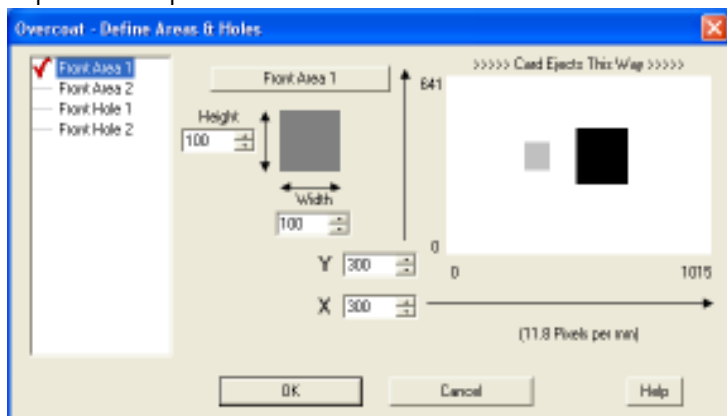 Overcoat - Define Areas & Holes
Front Area 1
Front Area 2
Front Hole 1
Front Hole 2
Front Area 1
Height
100
Width
100
Y 300
X 300
>>>>> Card Ejects This Way >>>>>
641
0
0
1015
(11.8 Pixels per mm)
OK
Cancel
Help